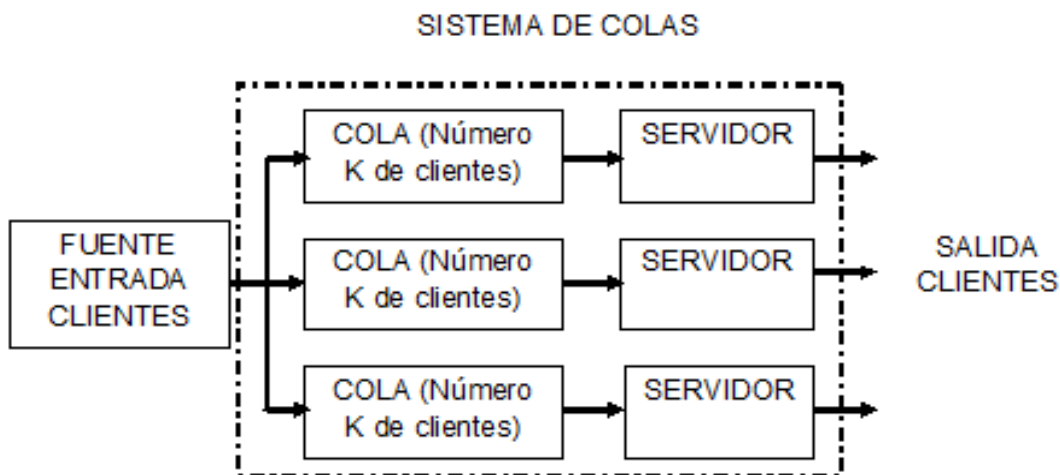 SISTEMA DE COLAS
COLA (Número
K de clientes)
SERVIDOR
FUENTE
ENTRADA
CLIENTES
COLA (Número
K de clientes)
SERVIDOR
SALIDA
CLIENTES
COLA (Número
K de clientes)
SERVIDOR